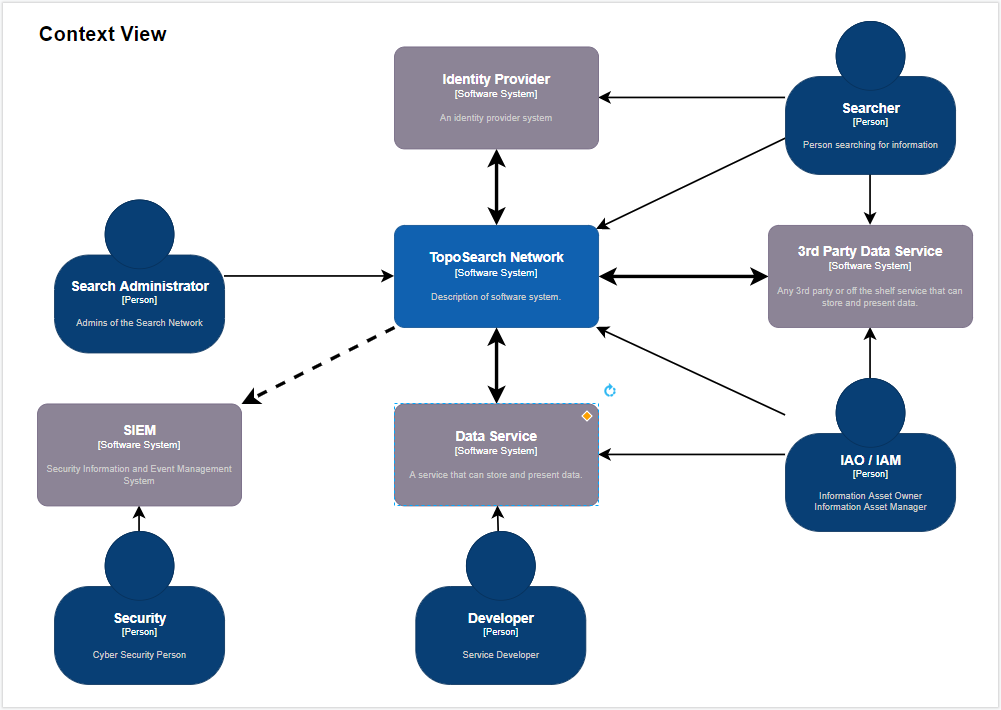 Context View
Identity Provider
[Software System]
An identity provider system
Searcher
[Person]
Person searching for information
Search Administrator
[Person]
Admins of the Search Network
TopoSearch Network
[Software System]
Description of software system.
3rd Party Data Service
[Software System]
Any 3rd party or off the shelf service that can
store and present data.
SIEM
[Software System]
Security Information and Event Management
System
Data Service
[Software System]
A service that can store and present data.
IAO / IAM
[Person]
Information Asset Owner
Information Asset Manager
Security
[Person]
Cyber Security Person
Developer
[Person]
Service Developer